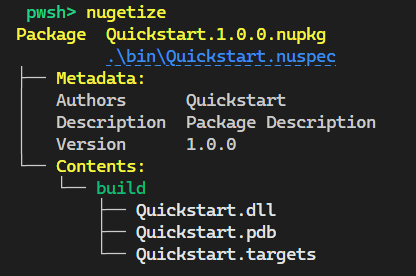 pwsh> nugetize
Package  Quickstart.1.0.0.nupkg
.\bin\Quickstart.nuspec
Metadata:
Authors      Quickstart
Description  Package Description
Version      1.0.0
Contents:
build
Quickstart.dll
Quickstart.pdb
Quickstart.targets